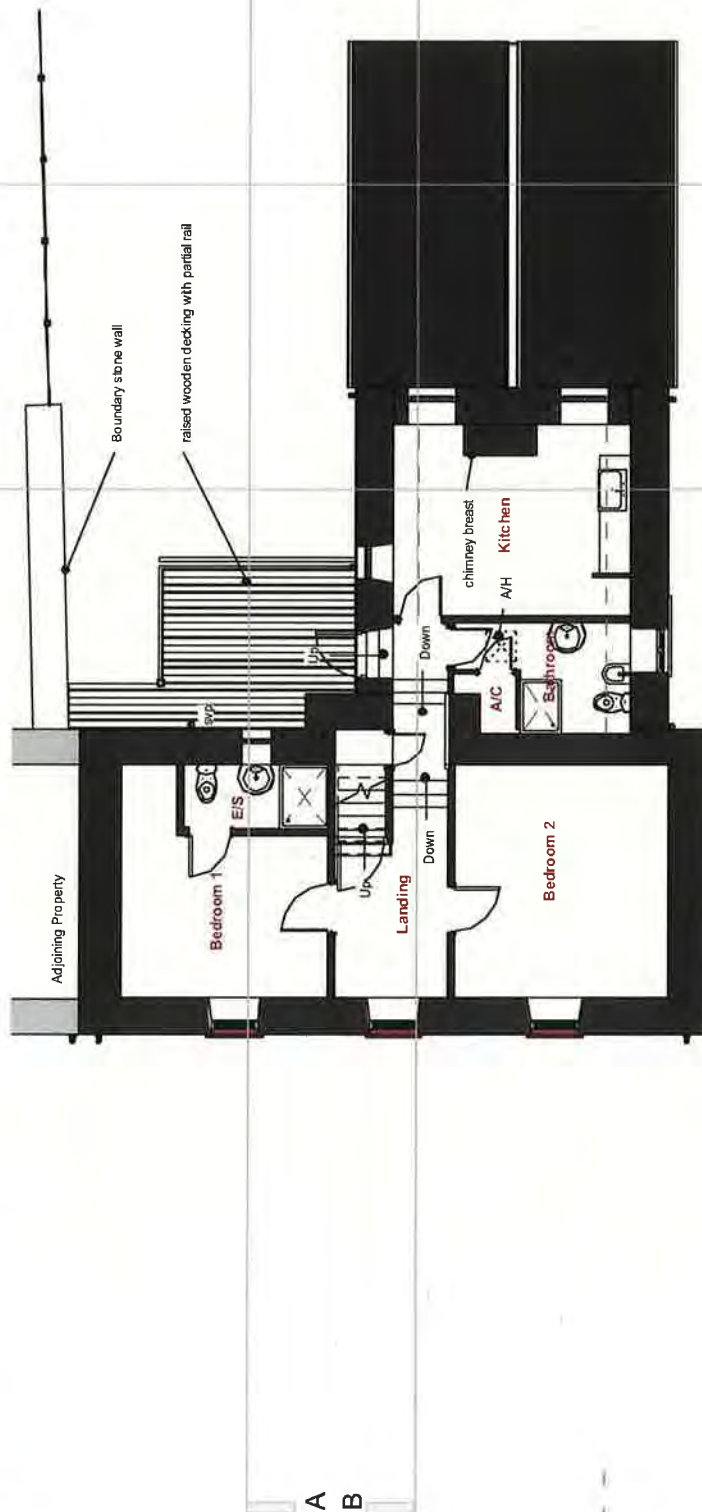 Boundary stone wall
raised wooden decking with partial rail
Adjoining Property
svp
Up
Down
chimney breast
Kitchen
A/H
A/C
Bathroom
E/S
Bedroom 1
Up
Down
Landing
Bedroom 2
A
B